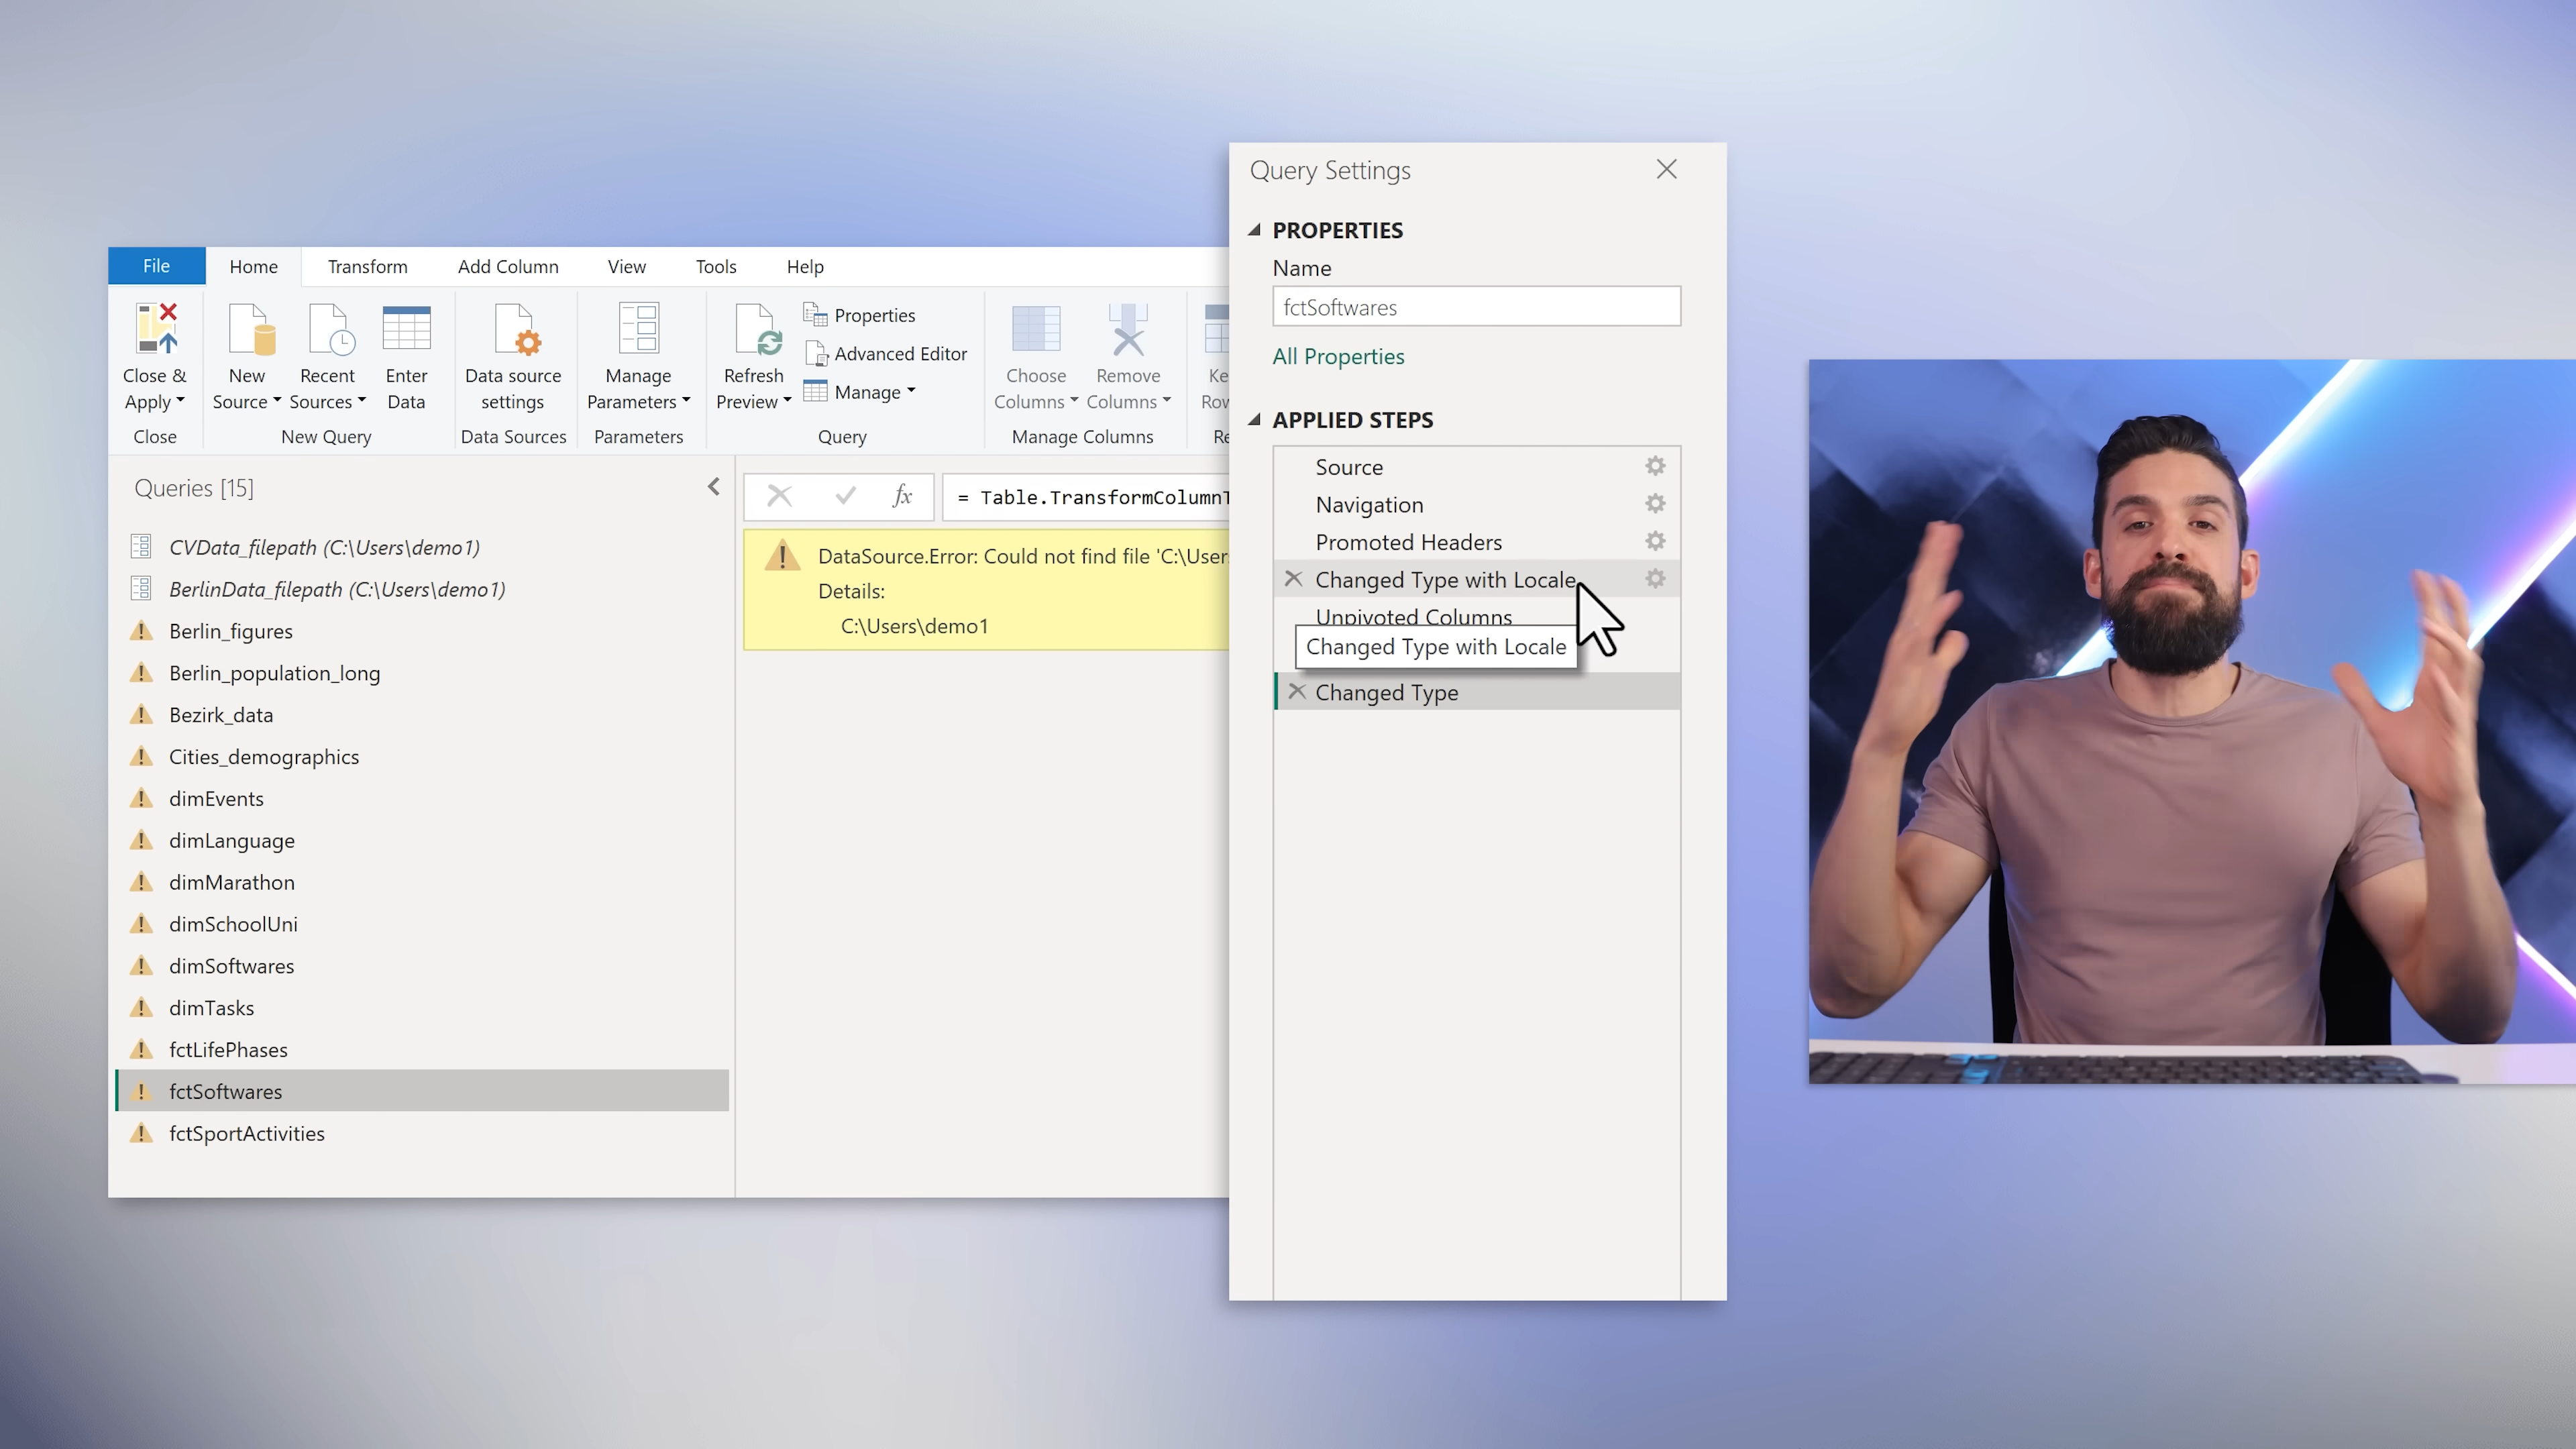 File Home Transform Add Column View Tools Help
Close & Apply
Close
New Source
Recent Sources
Enter Data
New Query
Data source settings
Data Sources
Manage Parameters
Parameters
Refresh Preview
Properties
Advanced Editor
Manage
Query
Choose Columns
Remove Columns
Manage Columns
Queries [15]
CVData_filepath (C:\Users\demo1)
BerlinData_filepath (C:\Users\demo1)
Berlin_figures
Berlin_population_long
Bezirk_data
Cities_demographics
dimEvents
dimLanguage
dimMarathon
dimSchoolUni
dimSoftwares
dimTasks
fctLifePhases
fctSoftwares
fctSportActivities
fx
= Table.TransformColumnT
DataSource.Error: Could not find file 'C:\User
Details:
C:\Users\demo1
Query Settings
PROPERTIES
Name
fctSoftwares
All Properties
APPLIED STEPS
Source
Navigation
Promoted Headers
Changed Type with Locale
Unpivoted Columns
Changed Type with Locale
Changed Type